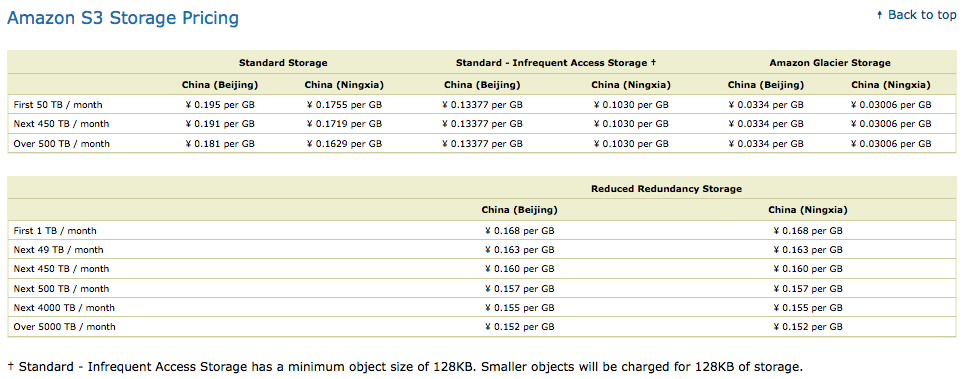 Amazon S3 Storage Pricing
↑ Back to top
Standard Storage Standard - Infrequent Access Storage † Amazon Glacier Storage
China (Beijing) China (Ningxia) China (Beijing) China (Ningxia) China (Beijing) China (Ningxia)
First 50 TB / month ¥ 0.195 per GB ¥ 0.1755 per GB ¥ 0.13377 per GB ¥ 0.1030 per GB ¥ 0.0334 per GB ¥ 0.03006 per GB
Next 450 TB / month ¥ 0.191 per GB ¥ 0.1719 per GB ¥ 0.13377 per GB ¥ 0.1030 per GB ¥ 0.0334 per GB ¥ 0.03006 per GB
Over 500 TB / month ¥ 0.181 per GB ¥ 0.1629 per GB ¥ 0.13377 per GB ¥ 0.1030 per GB ¥ 0.0334 per GB ¥ 0.03006 per GB
Reduced Redundancy Storage
China (Beijing) China (Ningxia)
First 1 TB / month ¥ 0.168 per GB ¥ 0.168 per GB
Next 49 TB / month ¥ 0.163 per GB ¥ 0.163 per GB
Next 450 TB / month ¥ 0.160 per GB ¥ 0.160 per GB
Next 500 TB / month ¥ 0.157 per GB ¥ 0.157 per GB
Next 4000 TB / month ¥ 0.155 per GB ¥ 0.155 per GB
Over 5000 TB / month ¥ 0.152 per GB ¥ 0.152 per GB
† Standard - Infrequent Access Storage has a minimum object size of 128KB. Smaller objects will be charged for 128KB of storage.